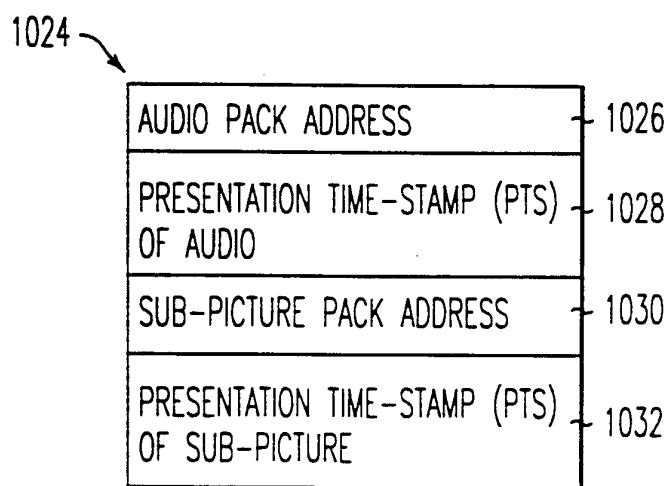 1024
AUDIO PACK ADDRESS 1026
PRESENTATION TIME-STAMP (PTS) 1028
OF AUDIO
SUB-PICTURE PACK ADDRESS 1030
PRESENTATION TIME-STAMP (PTS) 1032
OF SUB-PICTURE